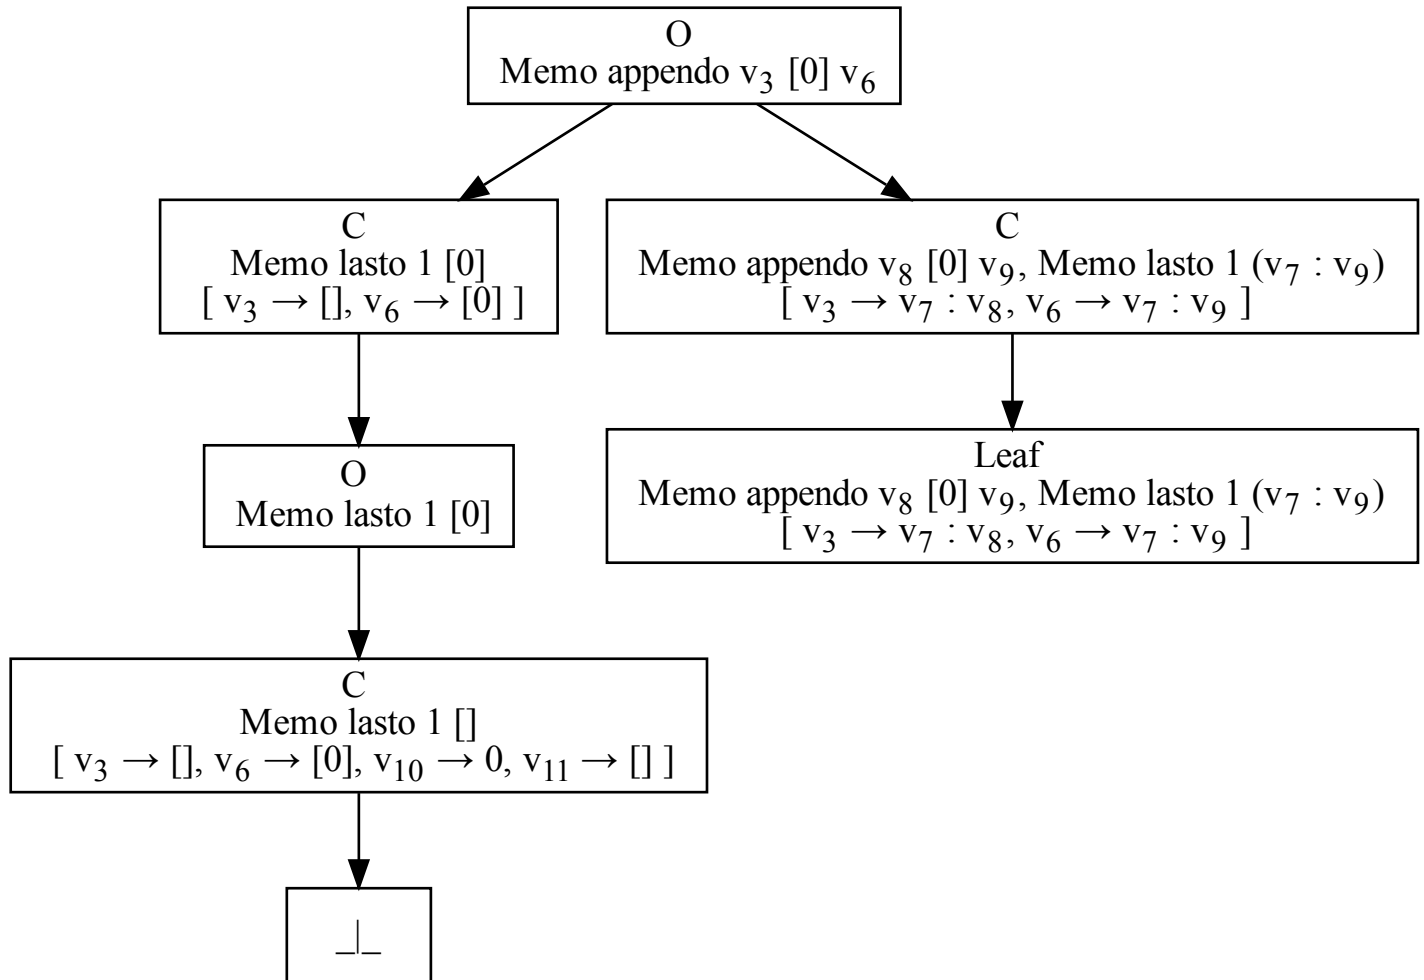 O
Memo appendo v₃ [0] v₆
C
Memo lasto 1 [0]
[ v₃ → [], v₆ → [0] ]
C
Memo appendo v₈ [0] v₉, Memo lasto 1 (v₇ : v₉)
[ v₃ → v₇ : v₈, v₆ → v₇ : v₉ ]
O
Memo lasto 1 [0]
Leaf
Memo appendo v₈ [0] v₉, Memo lasto 1 (v₇ : v₉)
[ v₃ → v₇ : v₈, v₆ → v₇ : v₉ ]
C
Memo lasto 1 []
[ v₃ → [], v₆ → [0], v₁₀ → 0, v₁₁ → [] ]
_|_